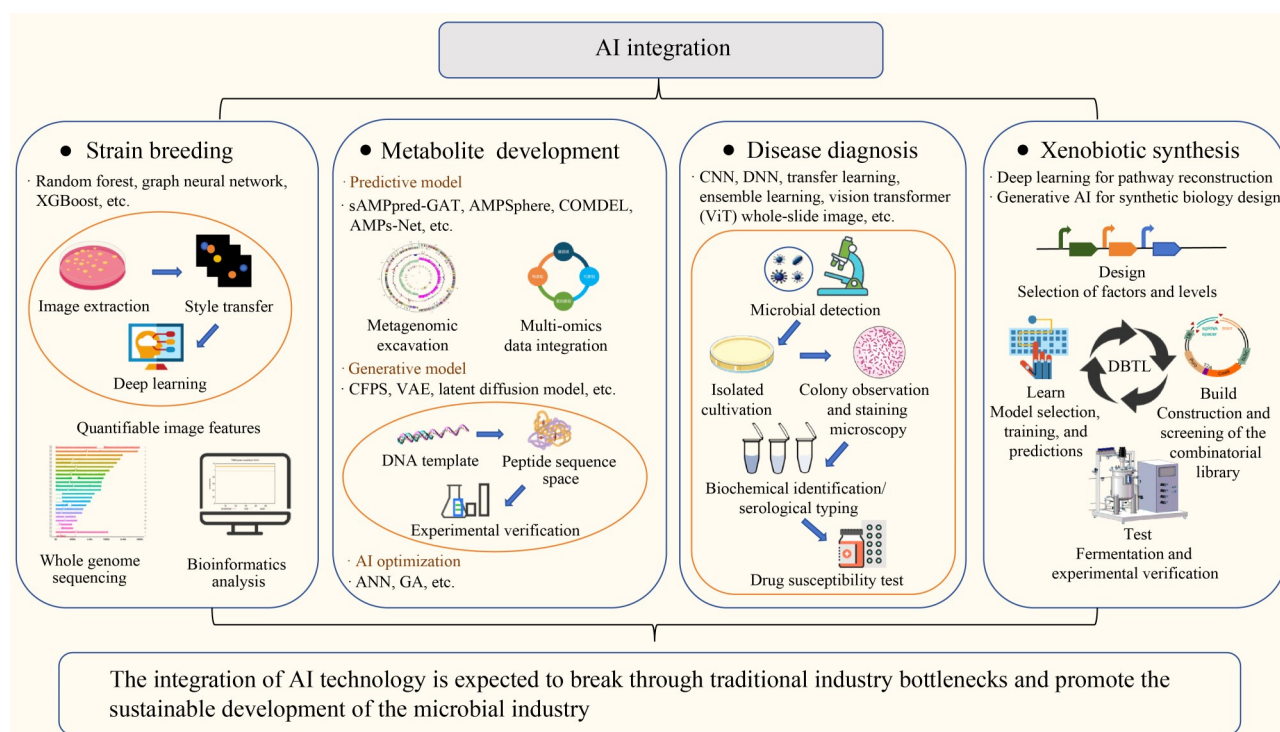 AI integration
● Strain breeding
· Random forest, graph neural network,
XGBoost, etc.
Image extraction
Style transfer
Deep learning
Quantifiable image features
Whole genome
sequencing
Bioinformatics
analysis
● Metabolite development
· Predictive model
· sAMPpred-GAT, AMPSphere, COMDEL,
AMPs-Net, etc.
Metagenomic
excavation
Multi-omics
data integration
· Generative model
· CFPS, VAE, latent diffusion model, etc.
DNA template
Peptide sequence
space
Experimental verification
· AI optimization
· ANN, GA, etc.
● Disease diagnosis
· CNN, DNN, transfer learning,
ensemble learning, vision transformer
(ViT) whole-slide image, etc.
Microbial detection
Isolated
cultivation
Colony observation
and staining
microscopy
Biochemical identification/
serological typing
Drug susceptibility test
● Xenobiotic synthesis
· Deep learning for pathway reconstruction
· Generative AI for synthetic biology design
Design
Selection of factors and levels
DBTL
Learn
Model selection,
training, and
predictions
Build
Construction and
screening of the
combinatorial
library
Test
Fermentation and
experimental verification
The integration of AI technology is expected to break through traditional industry bottlenecks and promote the
sustainable development of the microbial industry